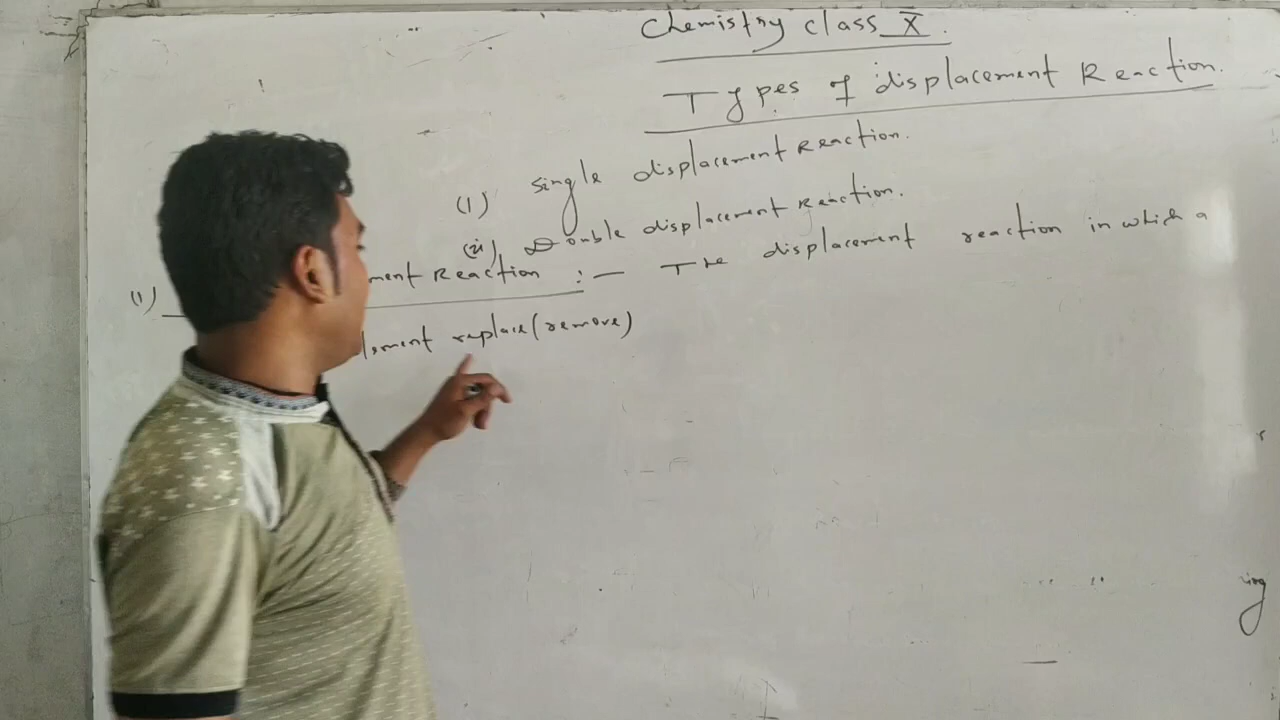 Chemistry class X.
Types of displacement Reaction.
(1) single displacement Reaction.
(ii) Double displacement Reaction.
(1) ment Reaction :— The displacement reaction in which a
lement replace (remove)
ing